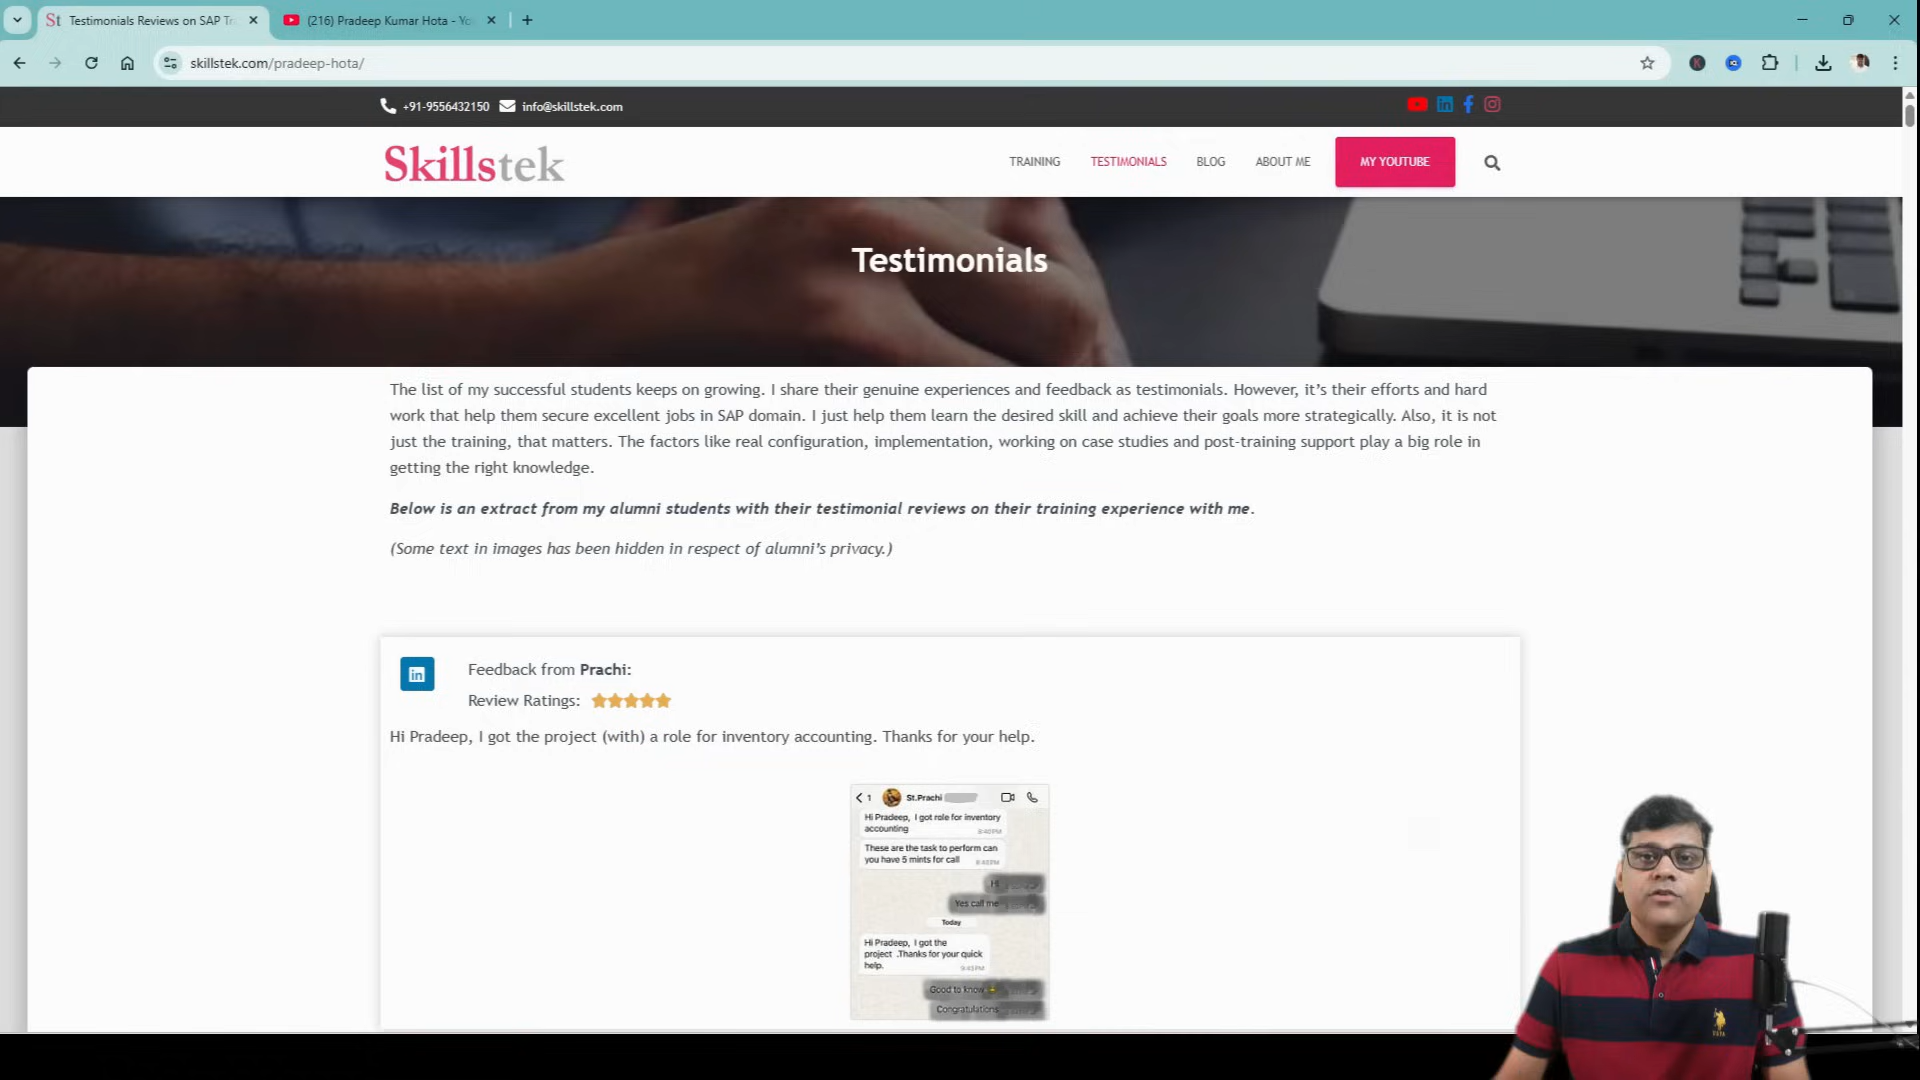 St Testimonials Reviews on SAP Tr
(216) Pradeep Kumar Hota - Yo
skillstek.com/pradeep-hota/
+91-9556432150 info@skillstek.com
Skillstek
TRAINING TESTIMONIALS BLOG ABOUT ME MY YOUTUBE
Testimonials
The list of my successful students keeps on growing. I share their genuine experiences and feedback as testimonials. However, it’s their efforts and hard
work that help them secure excellent jobs in SAP domain. I just help them learn the desired skill and achieve their goals more strategically. Also, it is not
just the training, that matters. The factors like real configuration, implementation, working on case studies and post-training support play a big role in
getting the right knowledge.
Below is an extract from my alumni students with their testimonial reviews on their training experience with me.
(Some text in images has been hidden in respect of alumni’s privacy.)
in
Feedback from Prachi:
Review Ratings:
Hi Pradeep, I got the project (with) a role for inventory accounting. Thanks for your help.
1 St.Prachi
Hi Pradeep, I got role for inventory
accounting 8:40 PM
These are the task to perform can
you have 5 mints for call
Hi
Yes call me
Today
Hi Pradeep, I got the
project .Thanks for your quick
help. 9:43 PM
Good to know
Congratulations